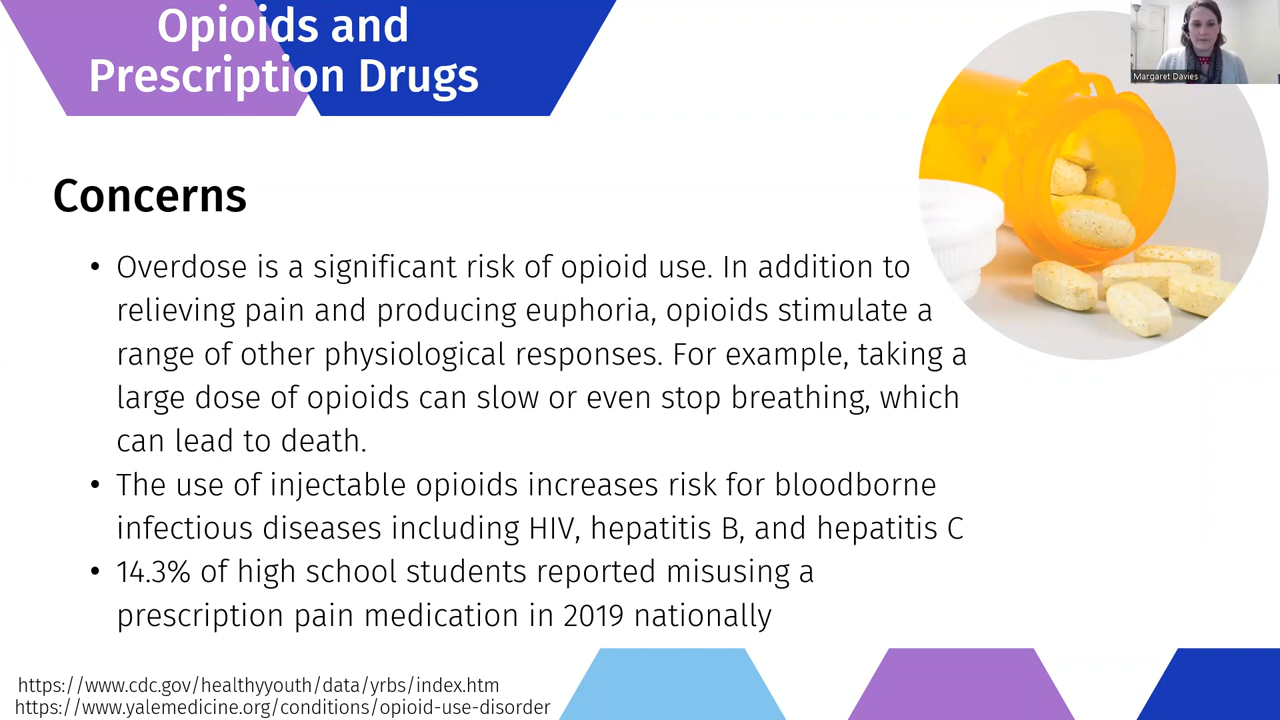 Opioids and
Prescription Drugs
Margaret Davies
Concerns
• Overdose is a significant risk of opioid use. In addition to
relieving pain and producing euphoria, opioids stimulate a
range of other physiological responses. For example, taking a
large dose of opioids can slow or even stop breathing, which
can lead to death.
• The use of injectable opioids increases risk for bloodborne
infectious diseases including HIV, hepatitis B, and hepatitis C
• 14.3% of high school students reported misusing a
prescription pain medication in 2019 nationally
https://www.cdc.gov/healthyyouth/data/yrbs/index.htm
https://www.yalemedicine.org/conditions/opioid-use-disorder